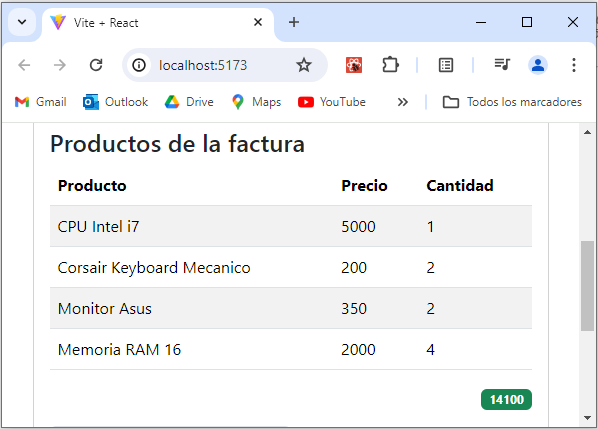 Vite + React
localhost:5173
Gmail Outlook Drive Maps YouTube Todos los marcadores
Productos de la factura
Producto Precio Cantidad
CPU Intel i7 5000 1
Corsair Keyboard Mecanico 200 2
Monitor Asus 350 2
Memoria RAM 16 2000 4
14100